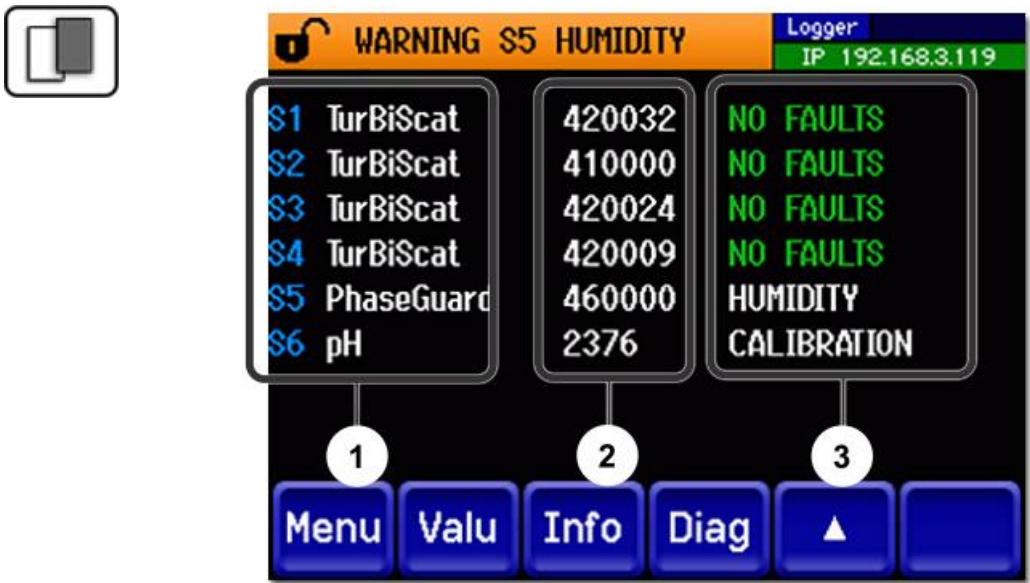 WARNING S5 HUMIDITY
Logger
IP 192.168.3.119
S1 TurBiScat 420032 NO FAULTS
S2 TurBiScat 410000 NO FAULTS
S3 TurBiScat 420024 NO FAULTS
S4 TurBiScat 420009 NO FAULTS
S5 PhaseGuard 460000 HUMIDITY
S6 pH 2376 CALIBRATION
1 2 3
Menu Valu Info Diag ▲